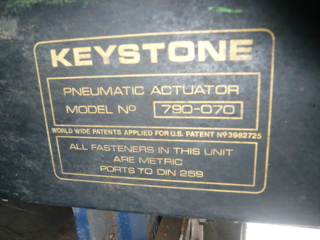 KEYSTONE
PNEUMATIC ACTUATOR
MODEL Nº 790-070
WORLD WIDE PATENTS APPLIED FOR U.S. PATENT Nº3982725
ALL FASTENERS IN THIS UNIT
ARE METRIC
PORTS TO DIN 259